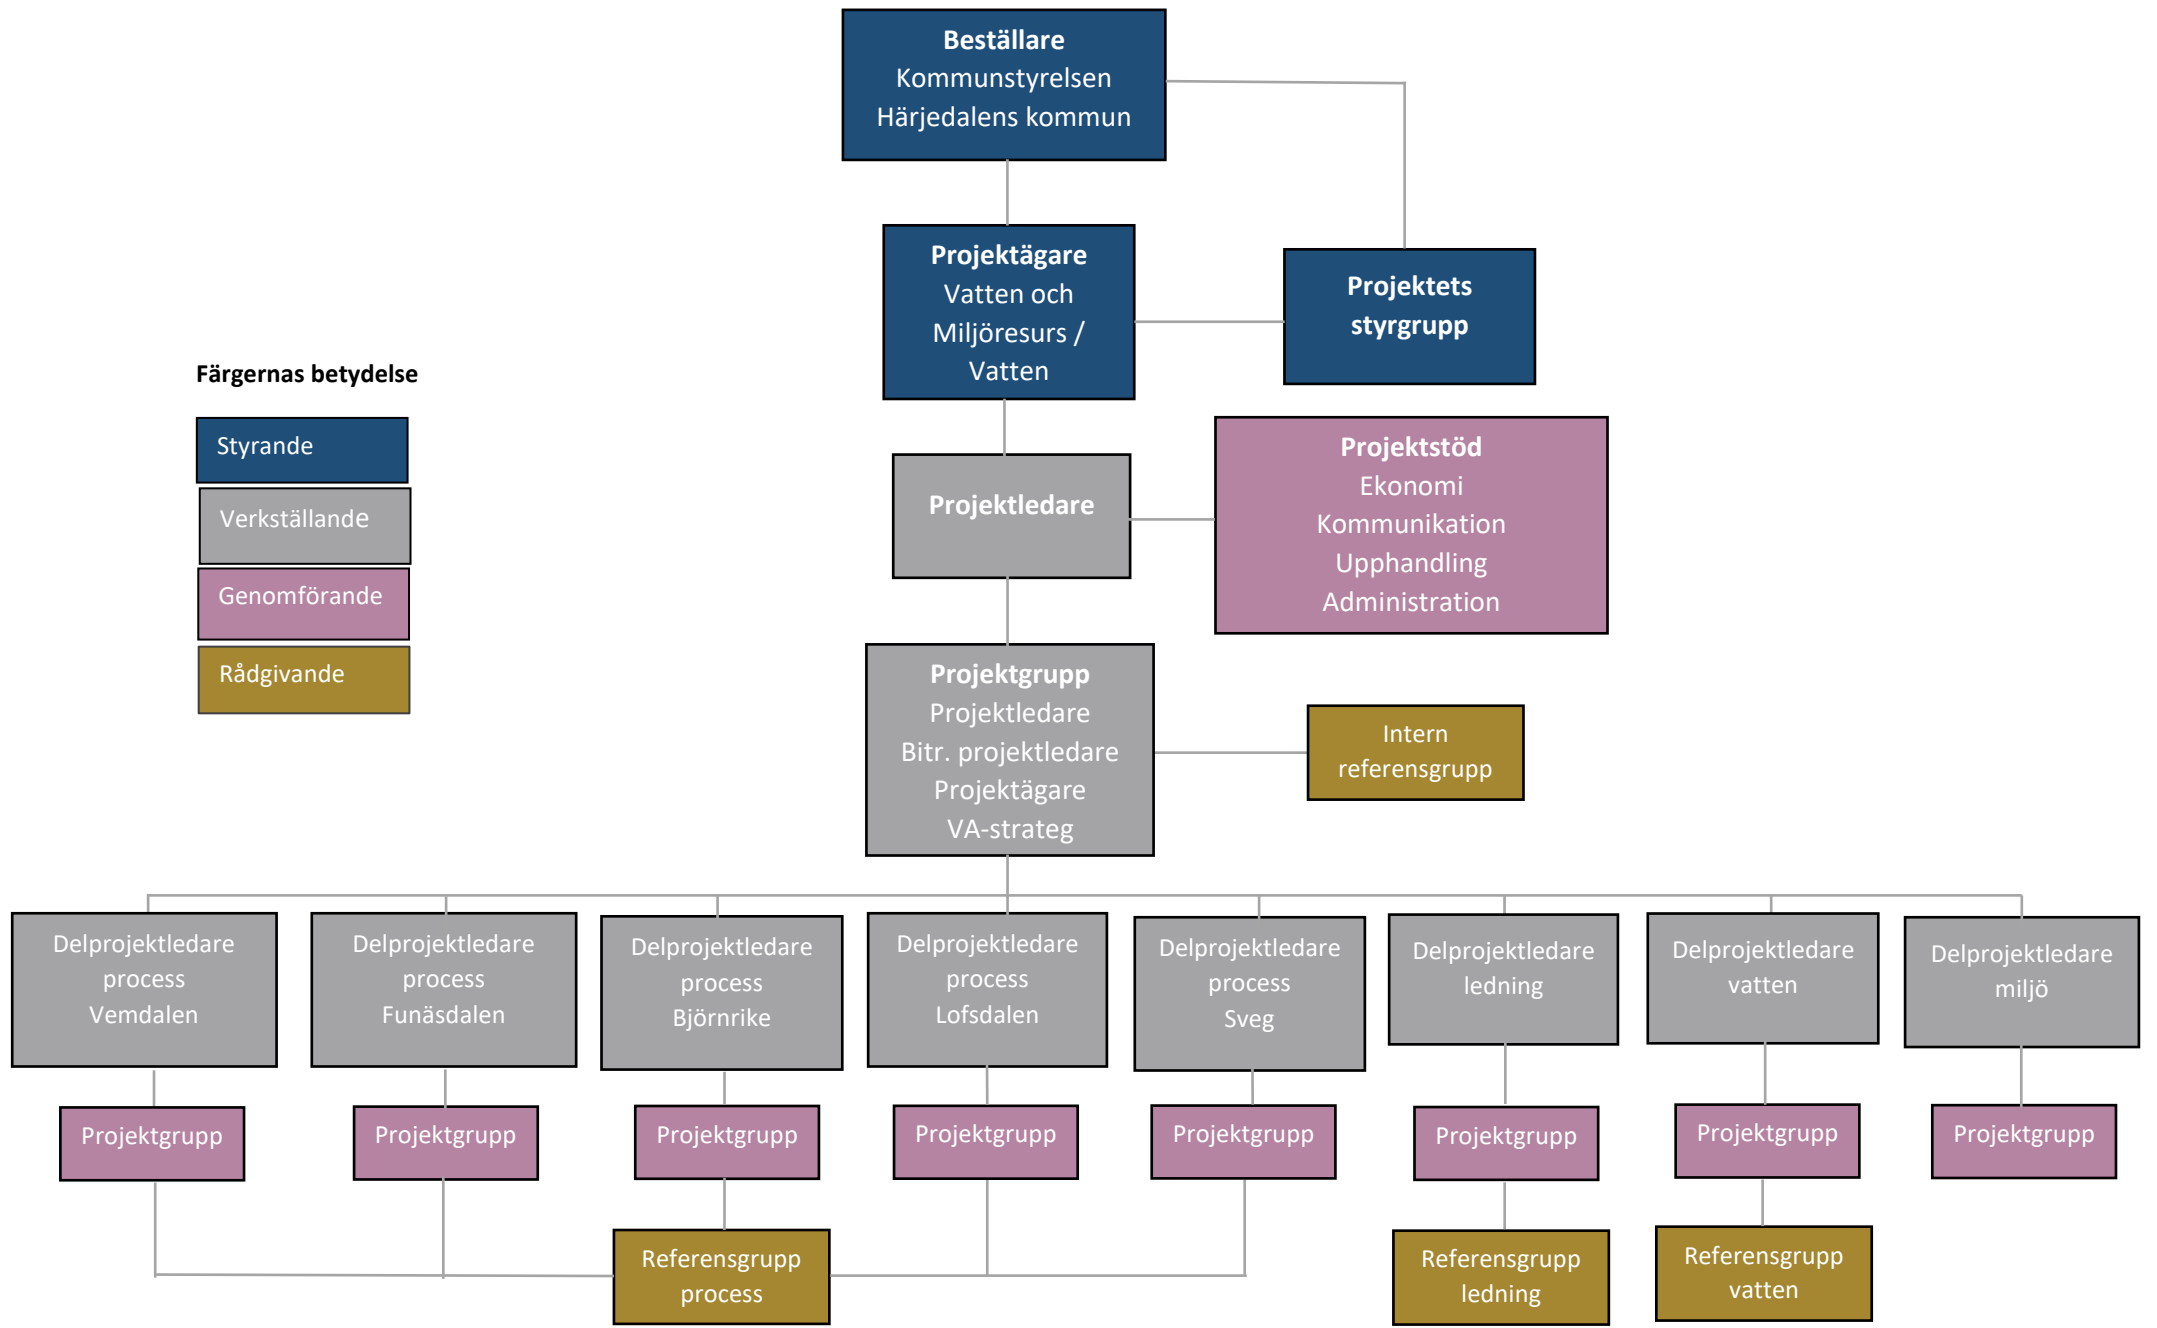 Beställare
Kommunstyrelsen
Härjedalens kommun
Projektägare
Vatten och
Miljöresurs /
Vatten
Projektets
styrgrupp
Färgernas betydelse
Styrande
Verkställande
Genomförande
Rådgivande
Projektledare
Projektstöd
Ekonomi
Kommunikation
Upphandling
Administration
Projektgrupp
Projektledare
Bitr. projektledare
Projektägare
VA-strateg
Intern
referensgrupp
Delprojektledare
process
Vemdalen
Delprojektledare
process
Funäsdalen
Delprojektledare
process
Björnrike
Delprojektledare
process
Lofsdalen
Delprojektledare
process
Sveg
Delprojektledare
ledning
Delprojektledare
vatten
Delprojektledare
miljö
Projektgrupp
Projektgrupp
Projektgrupp
Projektgrupp
Projektgrupp
Projektgrupp
Projektgrupp
Projektgrupp
Referensgrupp
process
Referensgrupp
ledning
Referensgrupp
vatten